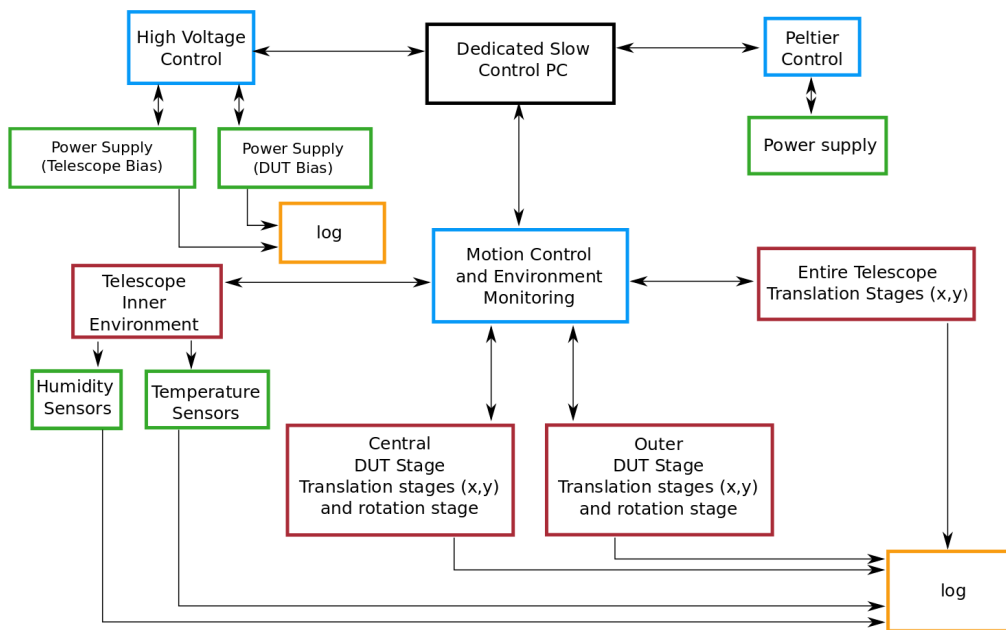 High Voltage
Control
Dedicated Slow
Control PC
Peltier
Control
Power Supply
(Telescope Bias)
Power Supply
(DUT Bias)
Power supply
log
Motion Control
and Environment
Monitoring
Telescope
Inner
Environment
Entire Telescope
Translation Stages (x,y)
Humidity
Sensors
Temperature
Sensors
Central
DUT Stage
Translation stages (x,y)
and rotation stage
Outer
DUT Stage
Translation stages (x,y)
and rotation stage
log